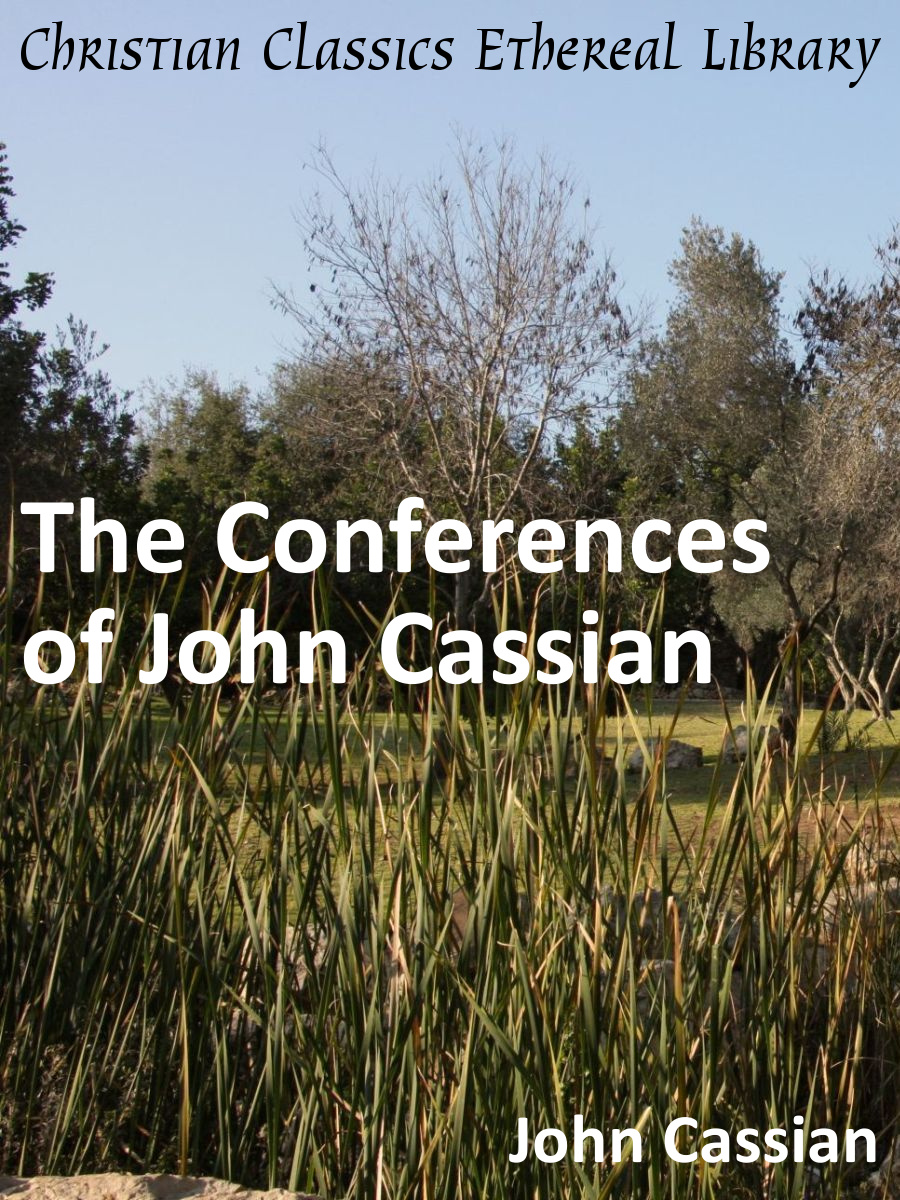 Christian Classics Ethereal Library
The Conferences
of John Cassian
John Cassian